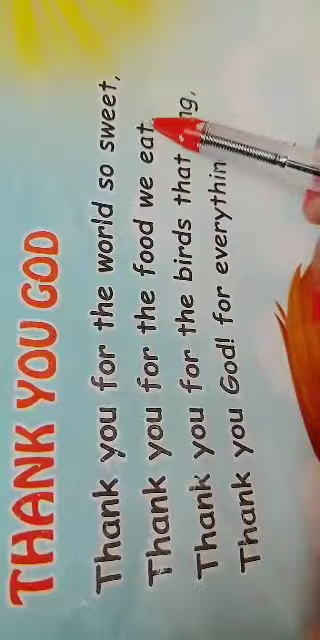 THANK YOU GOD
Thank you for the world so sweet,
Thank you for the food we eat
Thank you for the birds that ng,
Thank you God! for everythin